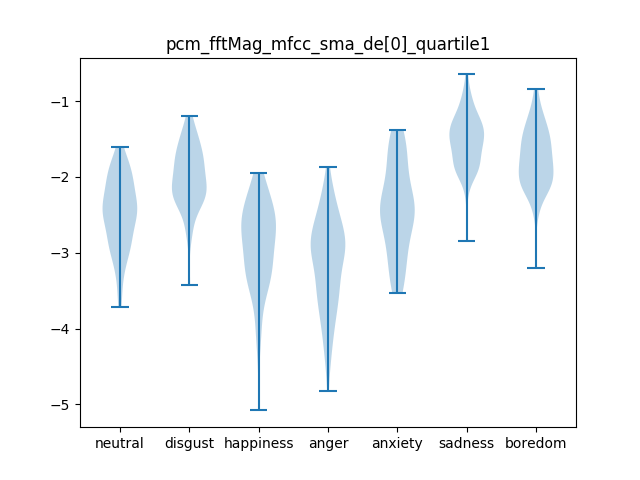 pcm_fftMag_mfcc_sma_de[0]_quartile1
−1
−2
−3
−4
−5
neutral disgust happiness anger anxiety sadness boredom